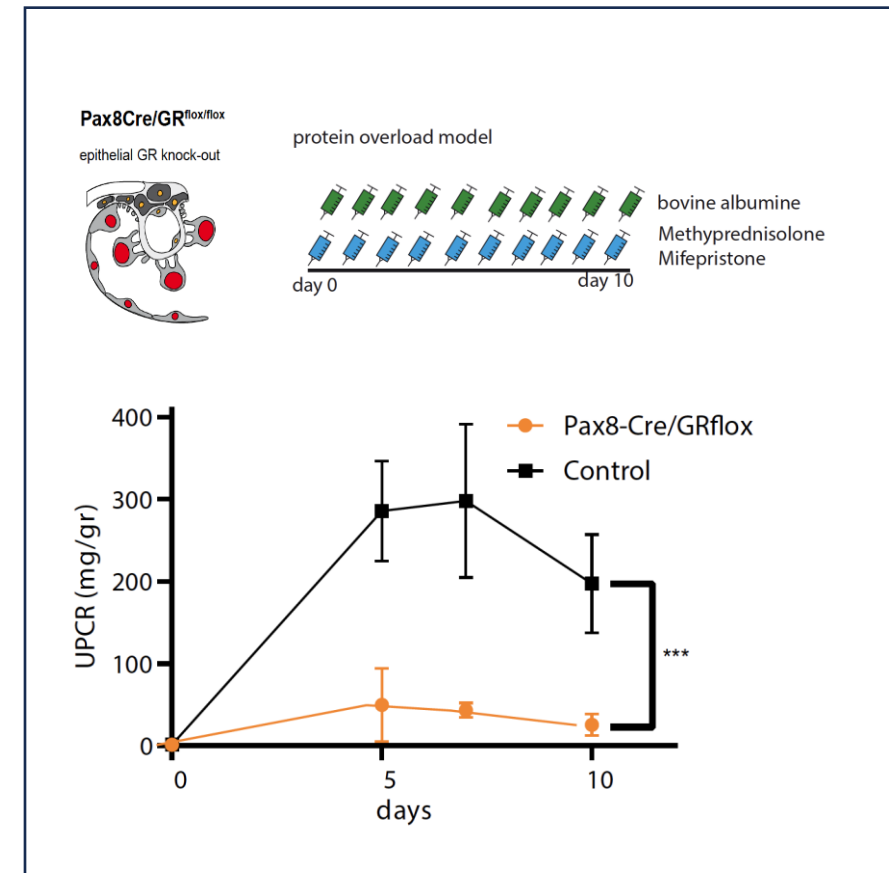 Pax8Cre/GRflox/flox
epithelial GR knock-out
protein overload model
bovine albumine
Methyprednisolone
Mifepristone
day 0
day 10
400
300
200
100
0
UPCR (mg/gr)
Pax8-Cre/GRflox
Control
***
0
5
10
days